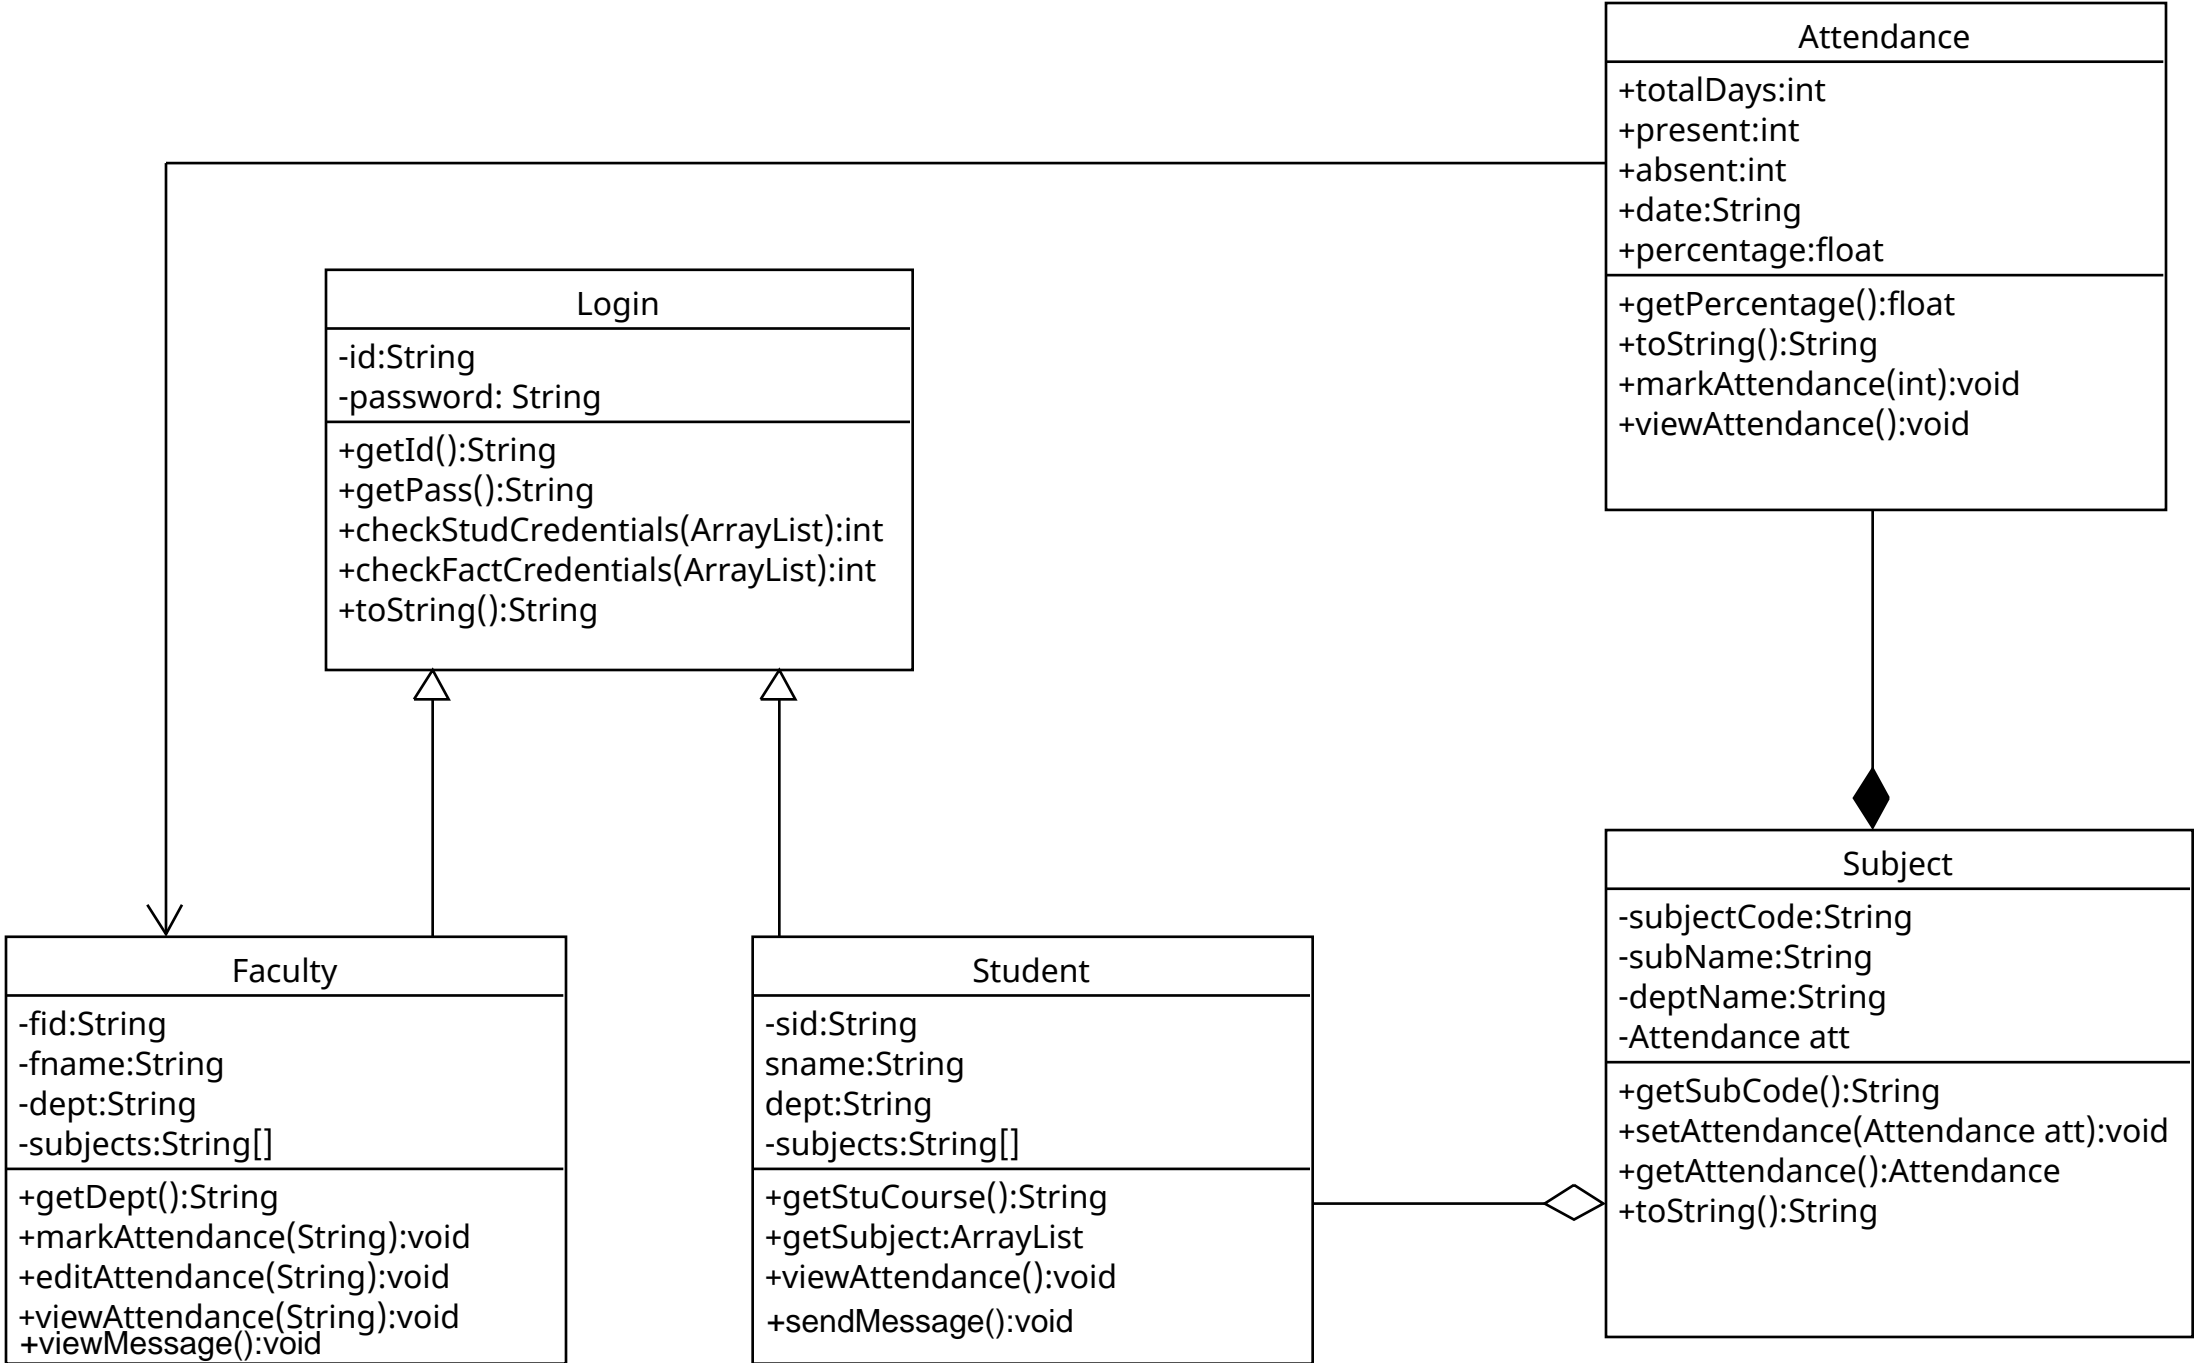 Attendance
+totalDays:int
+present:int
+absent:int
+date:String
+percentage:float
+getPercentage():float
+toString():String
+markAttendance(int):void
+viewAttendance():void
Login
-id:String
-password: String
+getId():String
+getPass():String
+checkStudCredentials(ArrayList):int
+checkFactCredentials(ArrayList):int
+toString():String
Faculty
-fid:String
-fname:String
-dept:String
-subjects:String[]
+getDept():String
+markAttendance(String):void
+editAttendance(String):void
+viewAttendance(String):void
+viewMessage():void
Student
-sid:String
sname:String
dept:String
-subjects:String[]
+getStuCourse():String
+getSubject:ArrayList
+viewAttendance():void
+sendMessage():void
Subject
-subjectCode:String
-subName:String
-deptName:String
-Attendance att
+getSubCode():String
+setAttendance(Attendance att):void
+getAttendance():Attendance
+toString():String